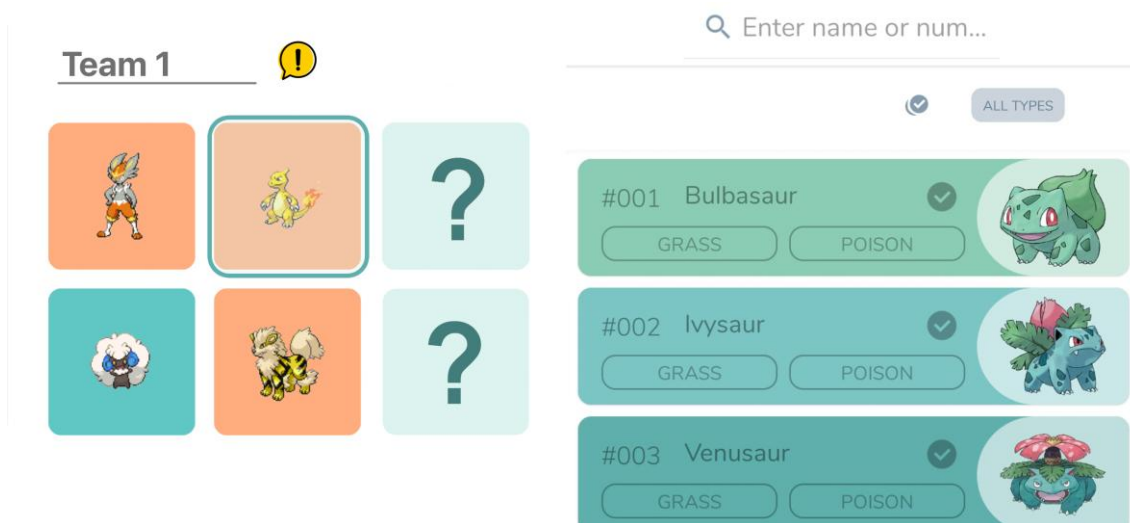 Team 1 !
?
?
Enter name or num...
ALL TYPES
#001 Bulbasaur
GRASS POISON
#002 Ivysaur
GRASS POISON
#003 Venusaur
GRASS POISON